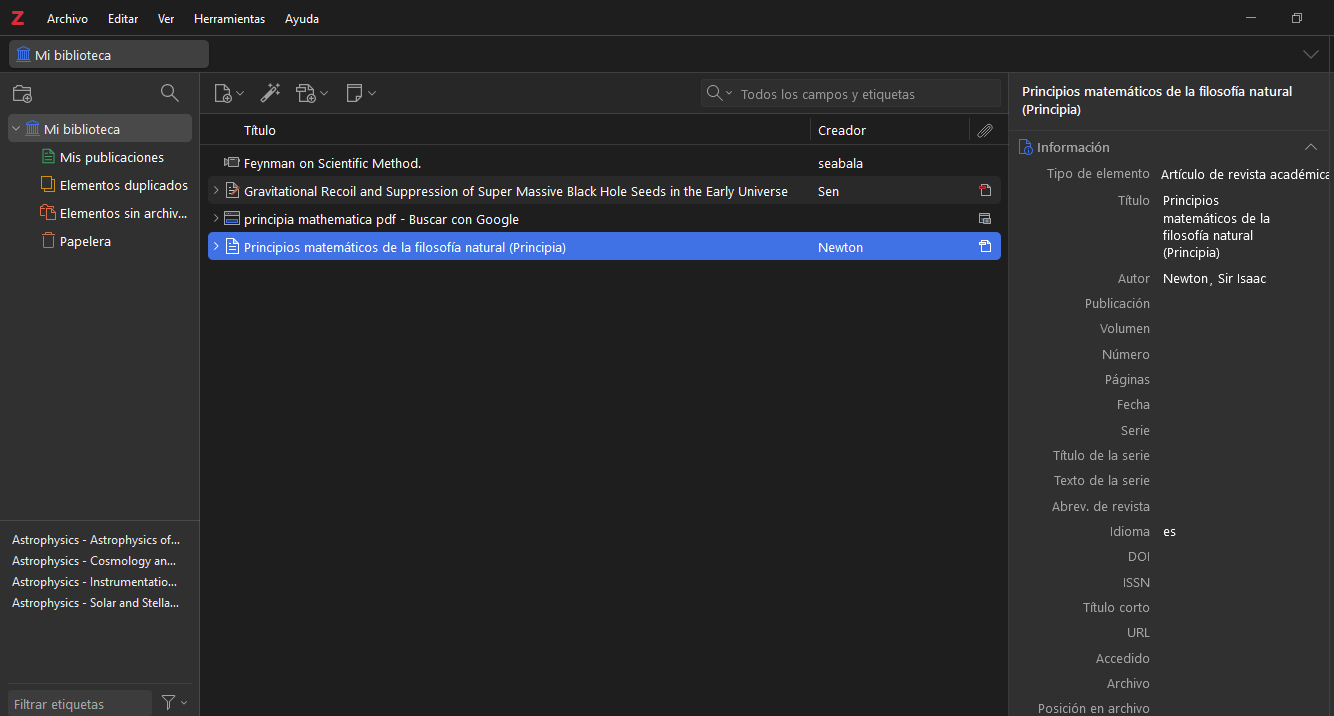 Z Archivo Editar Ver Herramientas Ayuda
Mi biblioteca
Mi biblioteca
Mis publicaciones
Elementos duplicados
Elementos sin archiv...
Papelera
Astrophysics - Astrophysics of...
Astrophysics - Cosmology an...
Astrophysics - Instrumentatio...
Astrophysics - Solar and Stella...
Filtrar etiquetas
Todos los campos y etiquetas
Título Creador
Feynman on Scientific Method. seabala
Gravitational Recoil and Suppression of Super Massive Black Hole Seeds in the Early Universe Sen
principia mathematica pdf - Buscar con Google
Principios matemáticos de la filosofía natural (Principia) Newton
Principios matemáticos de la filosofía natural
(Principia)
Información
Tipo de elemento Artículo de revista académica
Título Principios
matemáticos de la
filosofía natural
(Principia)
Autor Newton, Sir Isaac
Publicación
Volumen
Número
Páginas
Fecha
Serie
Título de la serie
Texto de la serie
Abrev. de revista
Idioma es
DOI
ISSN
Título corto
URL
Accedido
Archivo
Posición en archivo